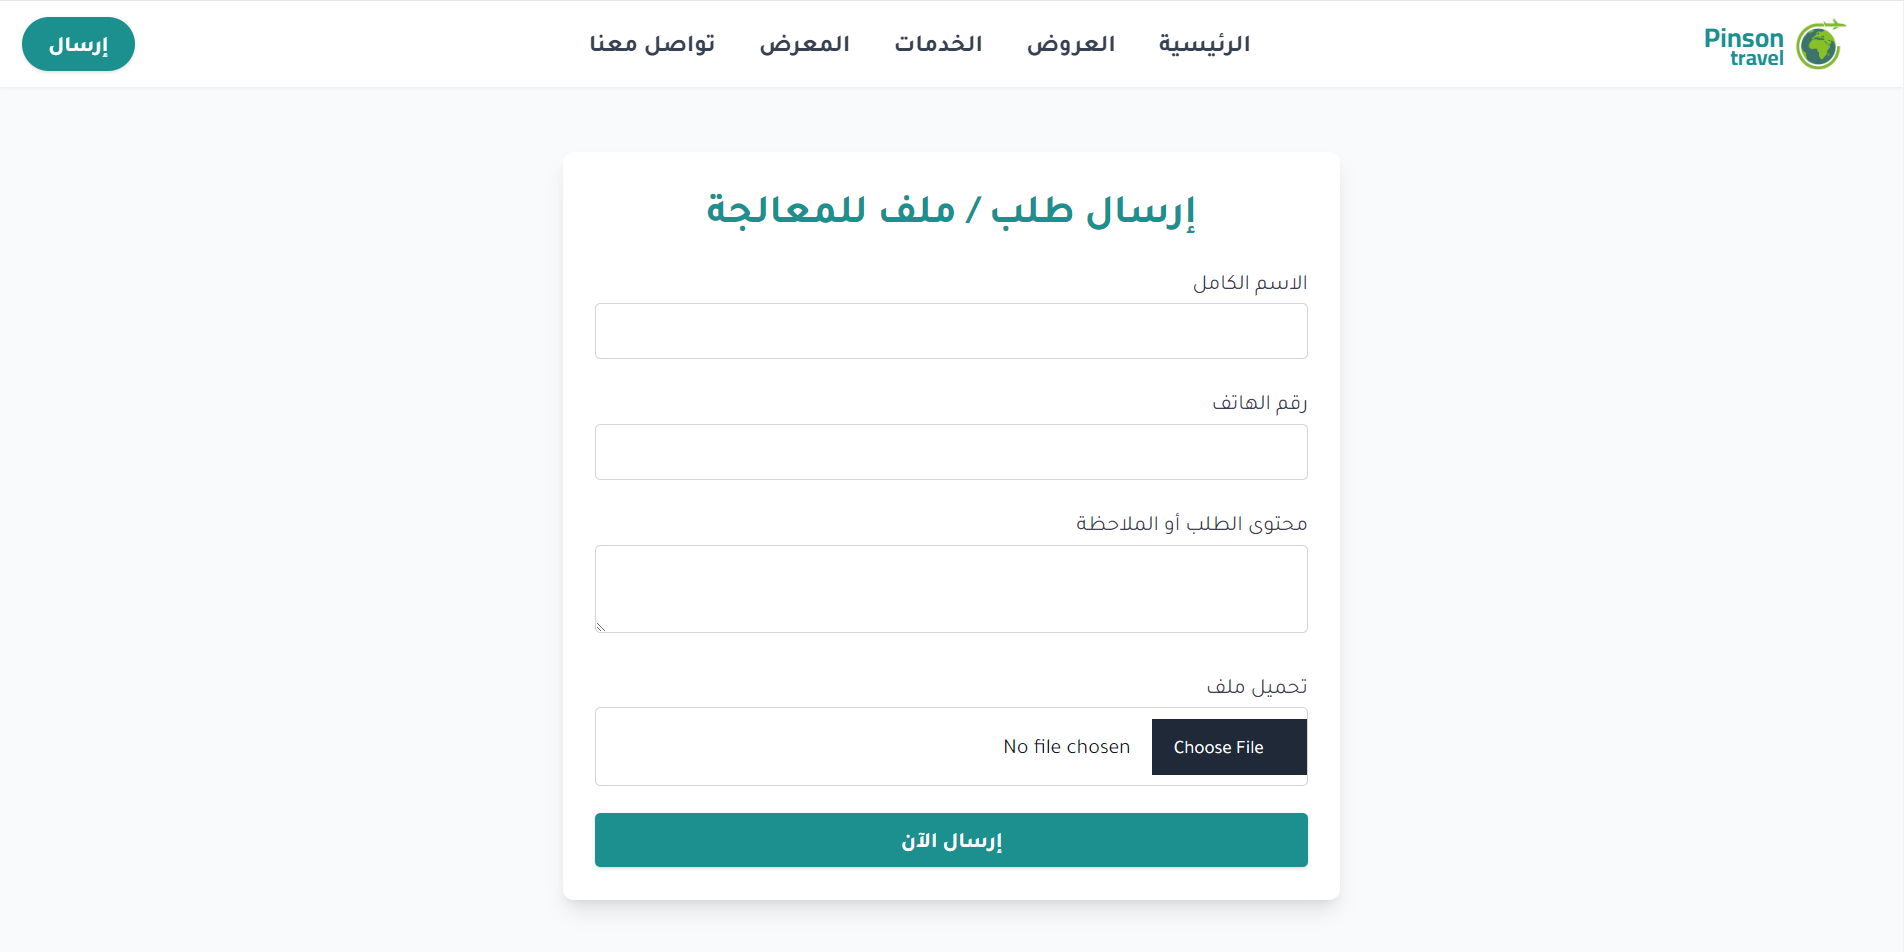 Pinson
travel
الرئيسية
العروض
الخدمات
المعرض
تواصل معنا
إرسال
إرسال طلب / ملف للمعالجة
الاسم الكامل
رقم الهاتف
محتوى الطلب أو الملاحظة
تحميل ملف
Choose File
No file chosen
إرسال الآن